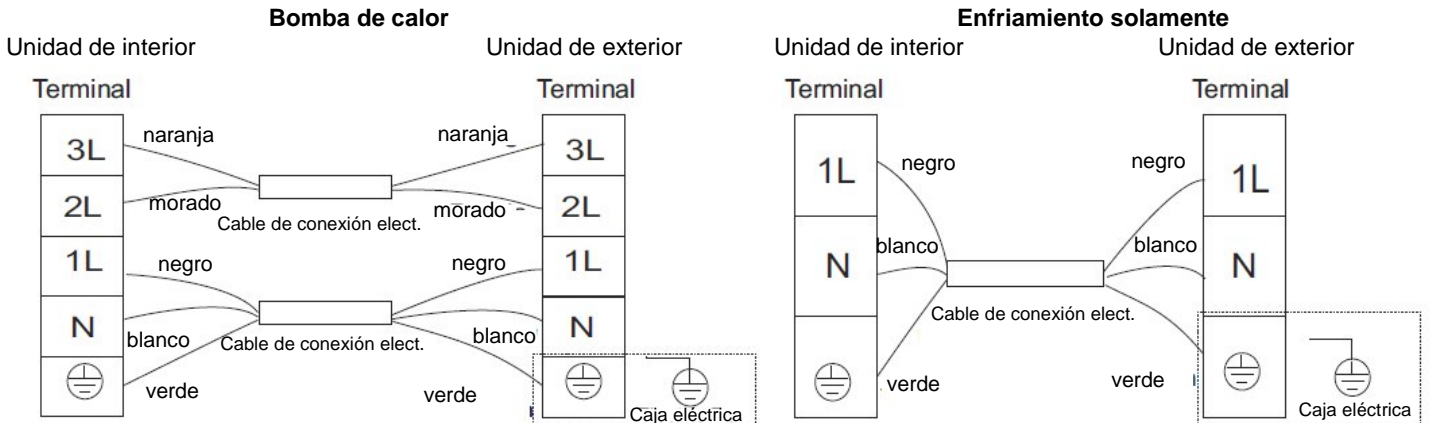 Bomba de calor
Unidad de interior Unidad de exterior
Terminal Terminal
3L naranja naranja 3L
2L morado morado 2L
Cable de conexión elect.
1L negro negro 1L
N blanco blanco N
Cable de conexión elect.
verde verde
Caja eléctrica
Enfriamiento solamente
Unidad de interior Unidad de exterior
Terminal Terminal
1L negro negro 1L
N blanco blanco N
Cable de conexión elect.
verde verde
Caja eléctrica